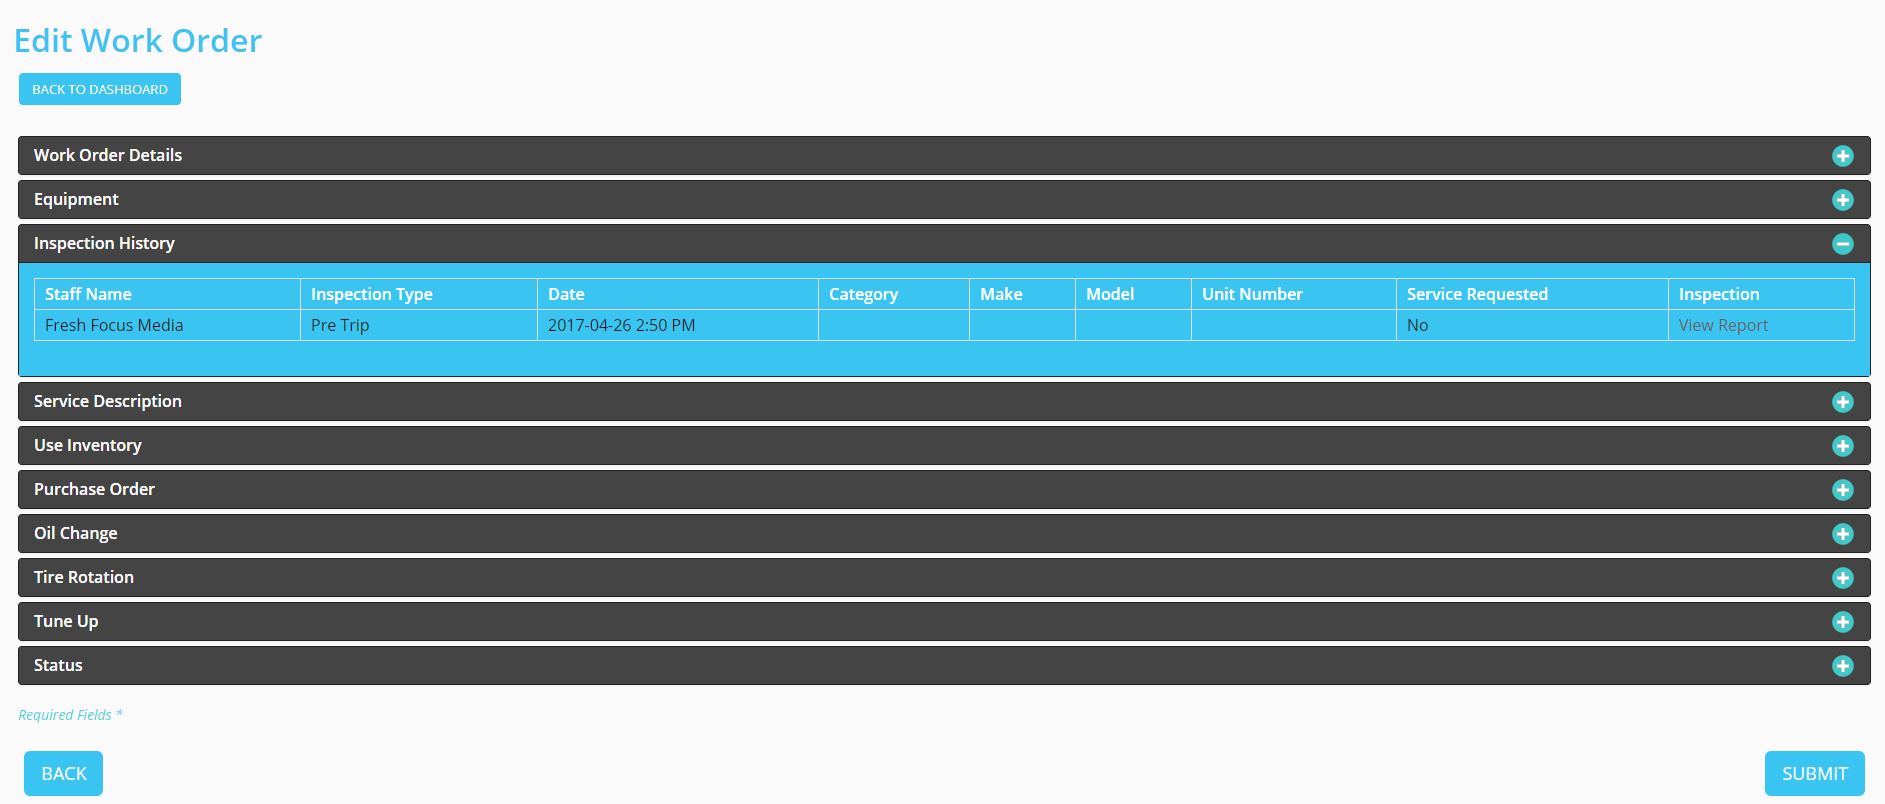 Edit Work Order
BACK TO DASHBOARD
Work Order Details
Equipment
Inspection History
Staff Name Inspection Type Date Category Make Model Unit Number Service Requested Inspection
Fresh Focus Media Pre Trip 2017-04-26 2:50 PM No View Report
Service Description
Use Inventory
Purchase Order
Oil Change
Tire Rotation
Tune Up
Status
Required Fields *
BACK SUBMIT